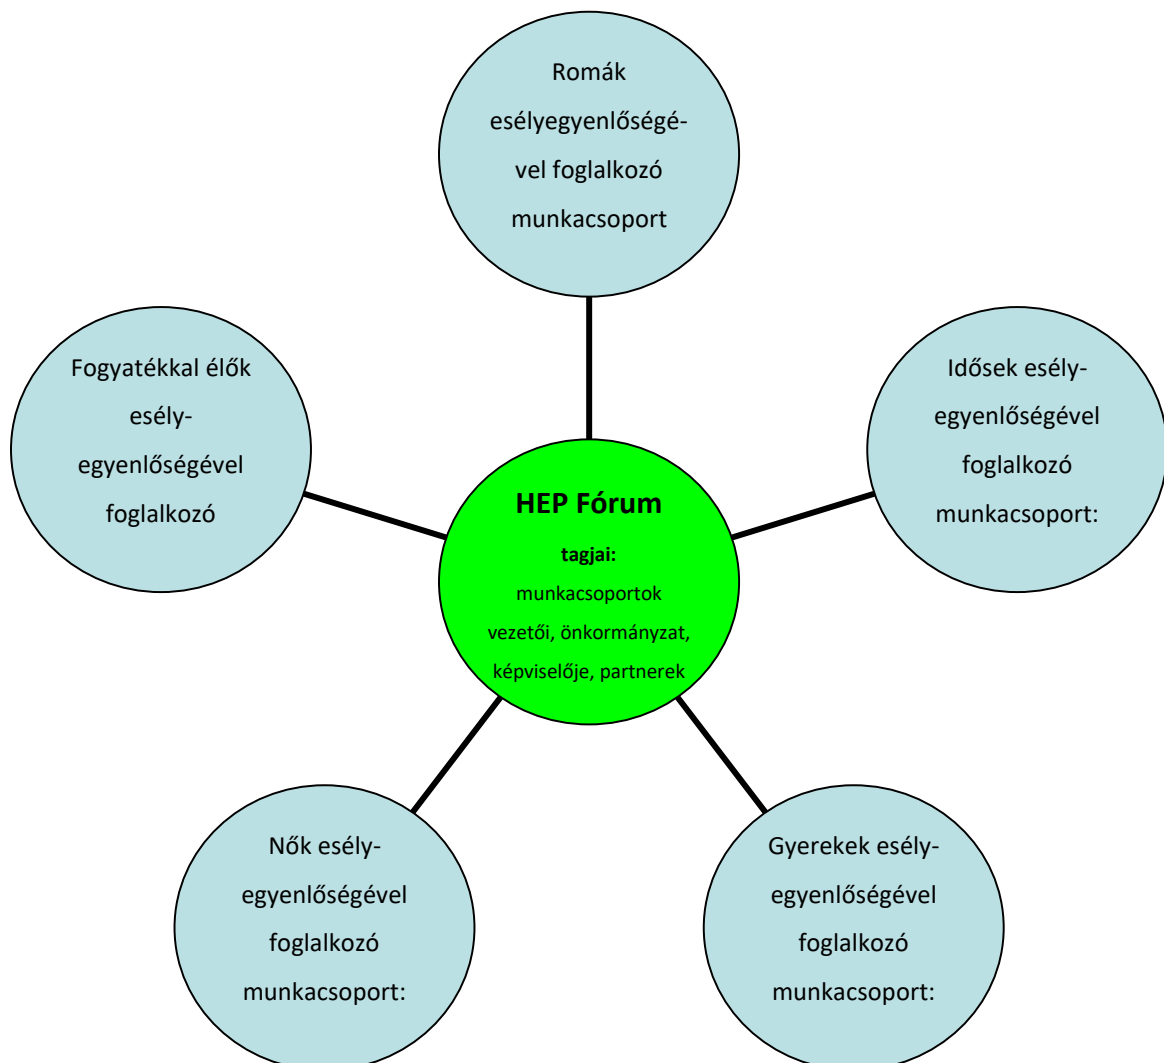 Romák
esélyegyenlőségé-
vel foglalkozó
munkacsoport
Fogyatékkal élők
esély-
egyenlőségével
foglalkozó
Idősek esély-
egyenlőségével
foglalkozó
munkacsoport:
HEP Fórum
tagjai:
munkacsoportok
vezetői, önkormányzat,
képviselője, partnerek
Nők esély-
egyenlőségével
foglalkozó
munkacsoport:
Gyerekek esély-
egyenlőségével
foglalkozó
munkacsoport: